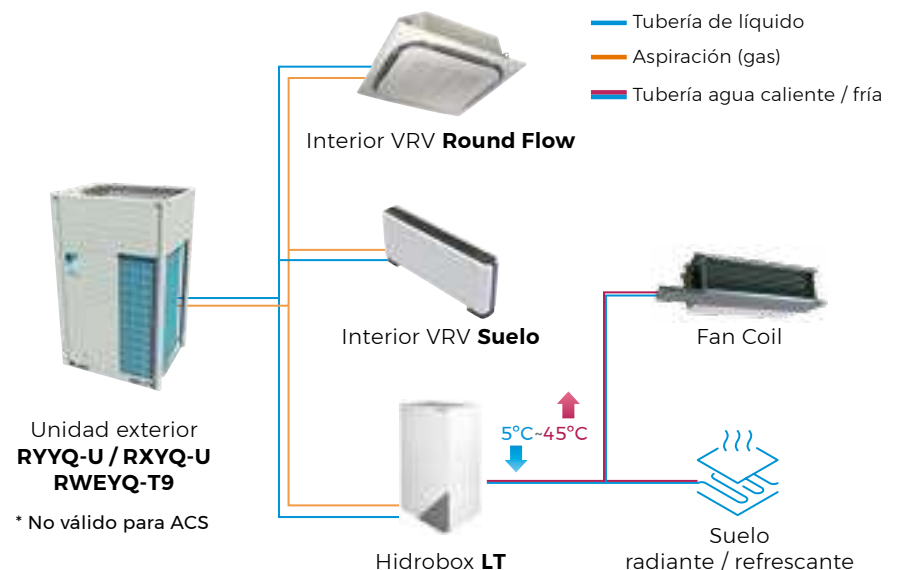 Tubería de líquido
Aspiración (gas)
Tubería agua caliente / fría
Interior VRV Round Flow
Interior VRV Suelo
Fan Coil
Unidad exterior
RYYQ-U / RXYQ-U
RWEYQ-T9
* No válido para ACS
5ºC~45ºC
Hidrobox LT
Suelo
radiante / refrescante